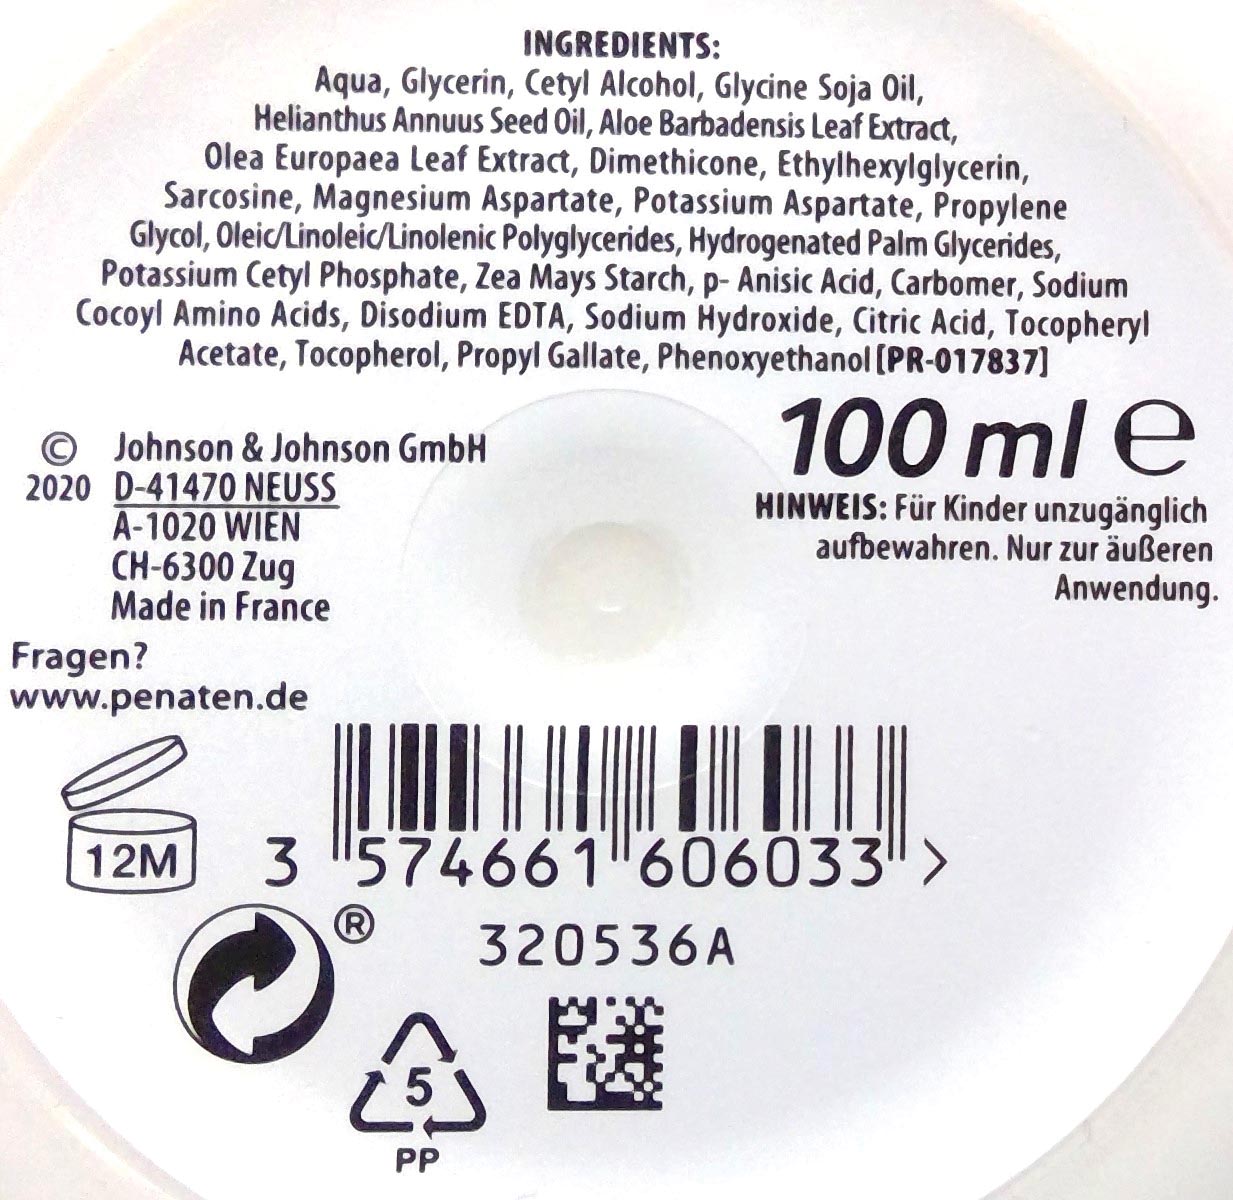 INGREDIENTS:
Aqua, Glycerin, Cetyl Alcohol, Glycine Soja Oil,
Helianthus Annuus Seed Oil, Aloe Barbadensis Leaf Extract,
Olea Europaea Leaf Extract, Dimethicone, Ethylhexylglycerin,
Sarcosine, Magnesium Aspartate, Potassium Aspartate, Propylene
Glycol, Oleic/Linoleic/Linolenic Polyglycerides, Hydrogenated Palm Glycerides,
Potassium Cetyl Phosphate, Zea Mays Starch, p- Anisic Acid, Carbomer, Sodium
Cocoyl Amino Acids, Disodium EDTA, Sodium Hydroxide, Citric Acid, Tocopheryl
Acetate, Tocopherol, Propyl Gallate, Phenoxyethanol [PR-017837]
© Johnson & Johnson GmbH
2020 D-41470 NEUSS
A-1020 WIEN
CH-6300 Zug
Made in France
100 ml ℮
HINWEIS: Für Kinder unzugänglich
aufbewahren. Nur zur äußeren
Anwendung.
Fragen?
www.penaten.de
12M
3 574661 606033 >
®
320536A
5
PP